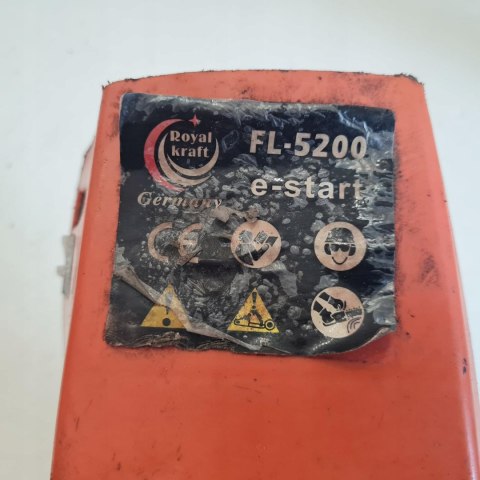 Royal
kraft
Germany
FL-5200
e-start
CE